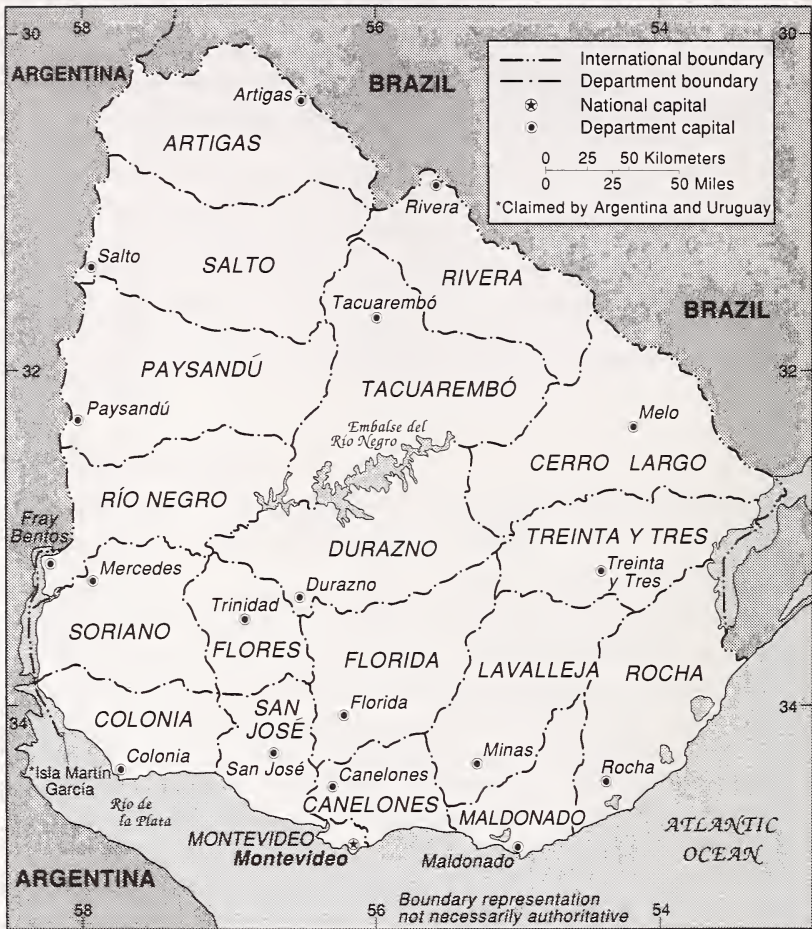 58
56
54
30
30
ARGENTINA
BRAZIL
International boundary
Department boundary
National capital
Department capital
0 25 50 Kilometers
0 25 50 Miles
*Claimed by Argentina and Uruguay
Artigas
ARTIGAS
Rivera
Salto
SALTO
RIVERA
Tacuarembó
BRAZIL
32
32
PAYSANDÚ
TACUAREMBÓ
Paysandú
Embalse del
Río Negro
Melo
CERRO LARGO
RÍO NEGRO
Fray
Bentos
DURAZNO
TREINTA Y TRES
Mercedes
Treinta
y Tres
Durazno
Trinidad
SORIANO
FLORES
FLORIDA
LAVALLEJA
ROCHA
34
34
COLONIA
SAN
JOSÉ
Florida
Colonia
San José
Minas
Rocha
*Isla Martín
García
Canelones
CANELONES
Río de
la Plata
MALDONADO
MONTEVIDEO
Montevideo
Maldonado
ATLANTIC
OCEAN
ARGENTINA
Boundary representation
not necessarily authoritative
58
56
54